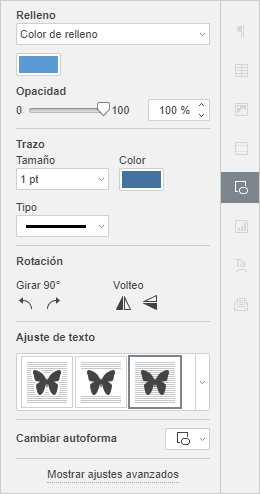 Relleno
Color de relleno
Opacidad
0 100 100 %
Trazo
Tamaño Color
1 pt
Tipo
Rotación
Girar 90° Volteo
Ajuste de texto
Cambiar autoforma
Mostrar ajustes avanzados